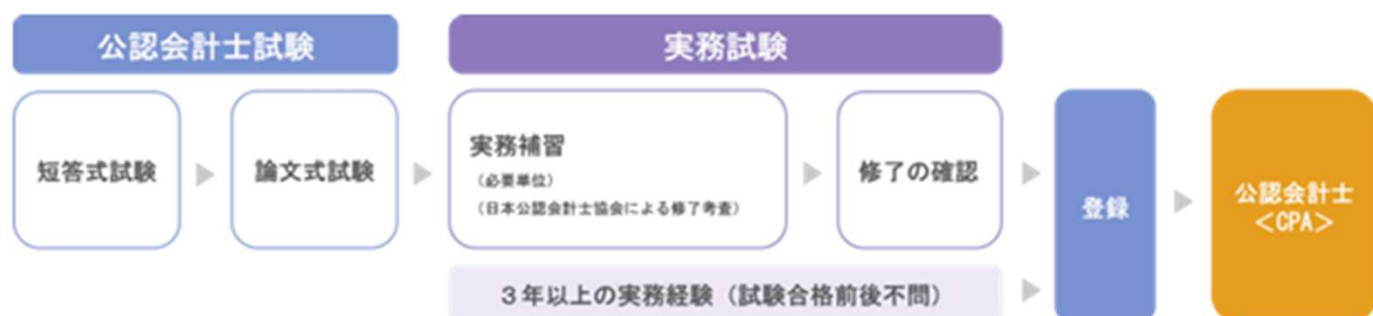 公認会計士試験
実務試験
短答式試験
論文式試験
実務補習
（必要単位）
（日本公認会計士協会による修了考査）
修了の確認
登録
公認会計士
<CPA>
３年以上の実務経験（試験合格前後不問）